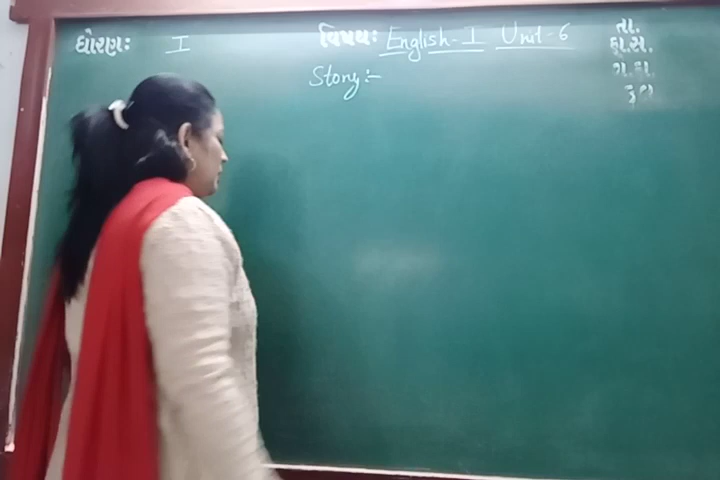 ધોરણઃ I વિષયઃ English-I Unit-6
Story:-
તા.
હા.સ.
ગ.હા.
કુલ